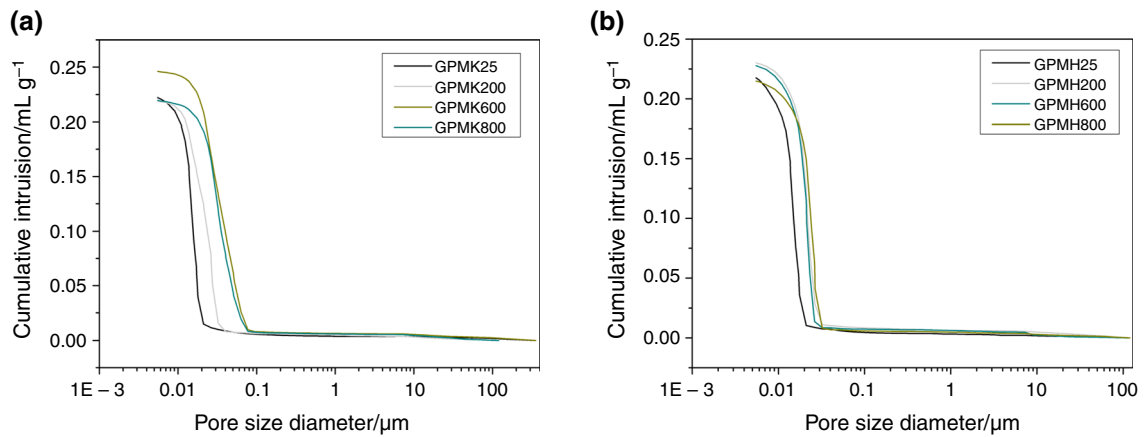 (a)
0.25
0.20
0.15
0.10
0.05
0.00
Cumulative intruision/mL g⁻¹
GPMK25
GPMK200
GPMK600
GPMK800
1E – 3
0.01
0.1
1
10
100
Pore size diameter/µm
(b)
0.25
0.20
0.15
0.10
0.05
0.00
Cumulative intruision/mL g⁻¹
GPMH25
GPMH200
GPMH600
GPMH800
1E – 3
0.01
0.1
1
10
100
Pore size diameter/µm